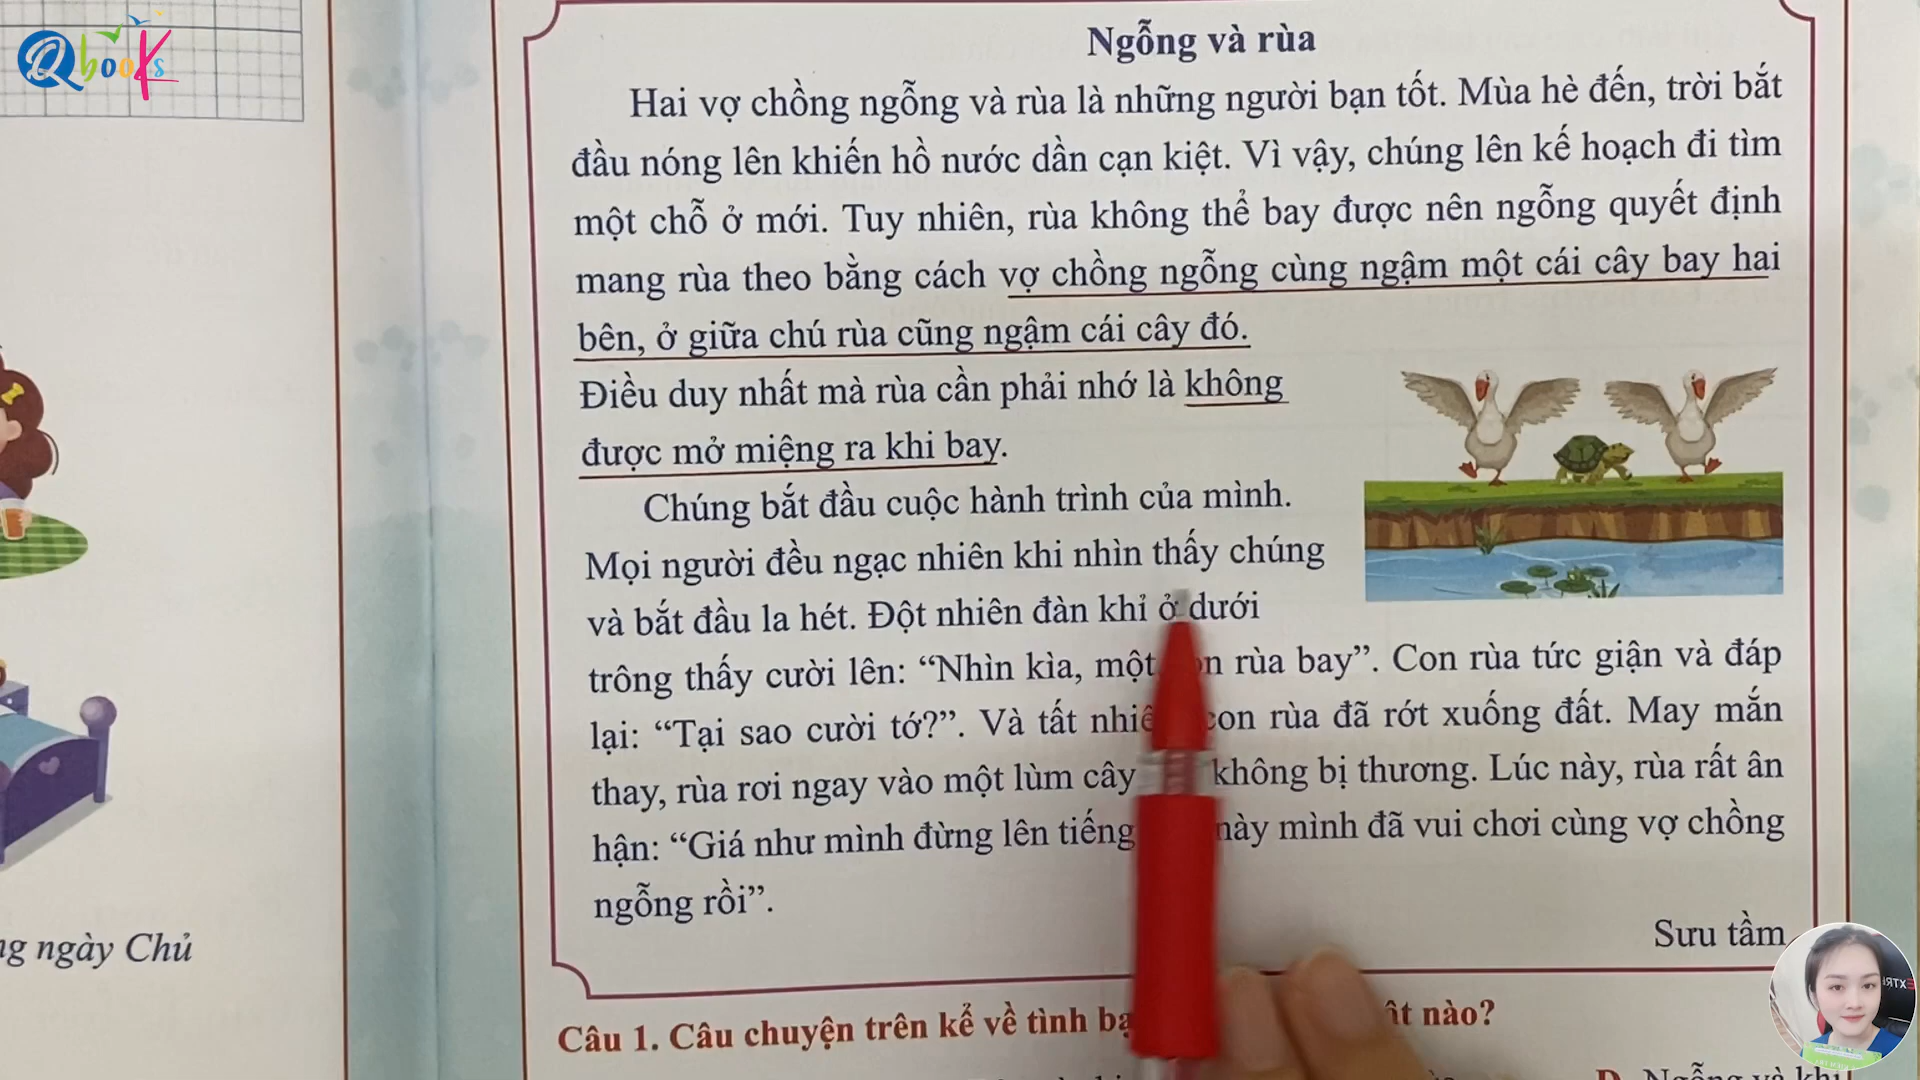 Qbooks
Ngỗng và rùa
Hai vợ chồng ngỗng và rùa là những người bạn tốt. Mùa hè đến, trời bắt
đầu nóng lên khiến hồ nước dần cạn kiệt. Vì vậy, chúng lên kế hoạch đi tìm
một chỗ ở mới. Tuy nhiên, rùa không thể bay được nên ngỗng quyết định
mang rùa theo bằng cách vợ chồng ngỗng cùng ngậm một cái cây bay hai
bên, ở giữa chú rùa cũng ngậm cái cây đó.
Điều duy nhất mà rùa cần phải nhớ là không
được mở miệng ra khi bay.
Chúng bắt đầu cuộc hành trình của mình.
Mọi người đều ngạc nhiên khi nhìn thấy chúng
và bắt đầu la hét. Đột nhiên đàn khỉ ở dưới
trông thấy cười lên: “Nhìn kìa, một rùa bay”. Con rùa tức giận và đáp
lại: “Tại sao cười tớ?”. Và tất con rùa đã rớt xuống đất. May mắn
thay, rùa rơi ngay vào một lùm cây không bị thương. Lúc này, rùa rất ân
hận: “Giá như mình đừng lên tiếng này mình đã vui chơi cùng vợ chồng
ngỗng rồi”.
Sưu tầm
ngày Chủ
Câu 1. Câu chuyện trên kể về tình nào?
D. Ngỗng và khỉ